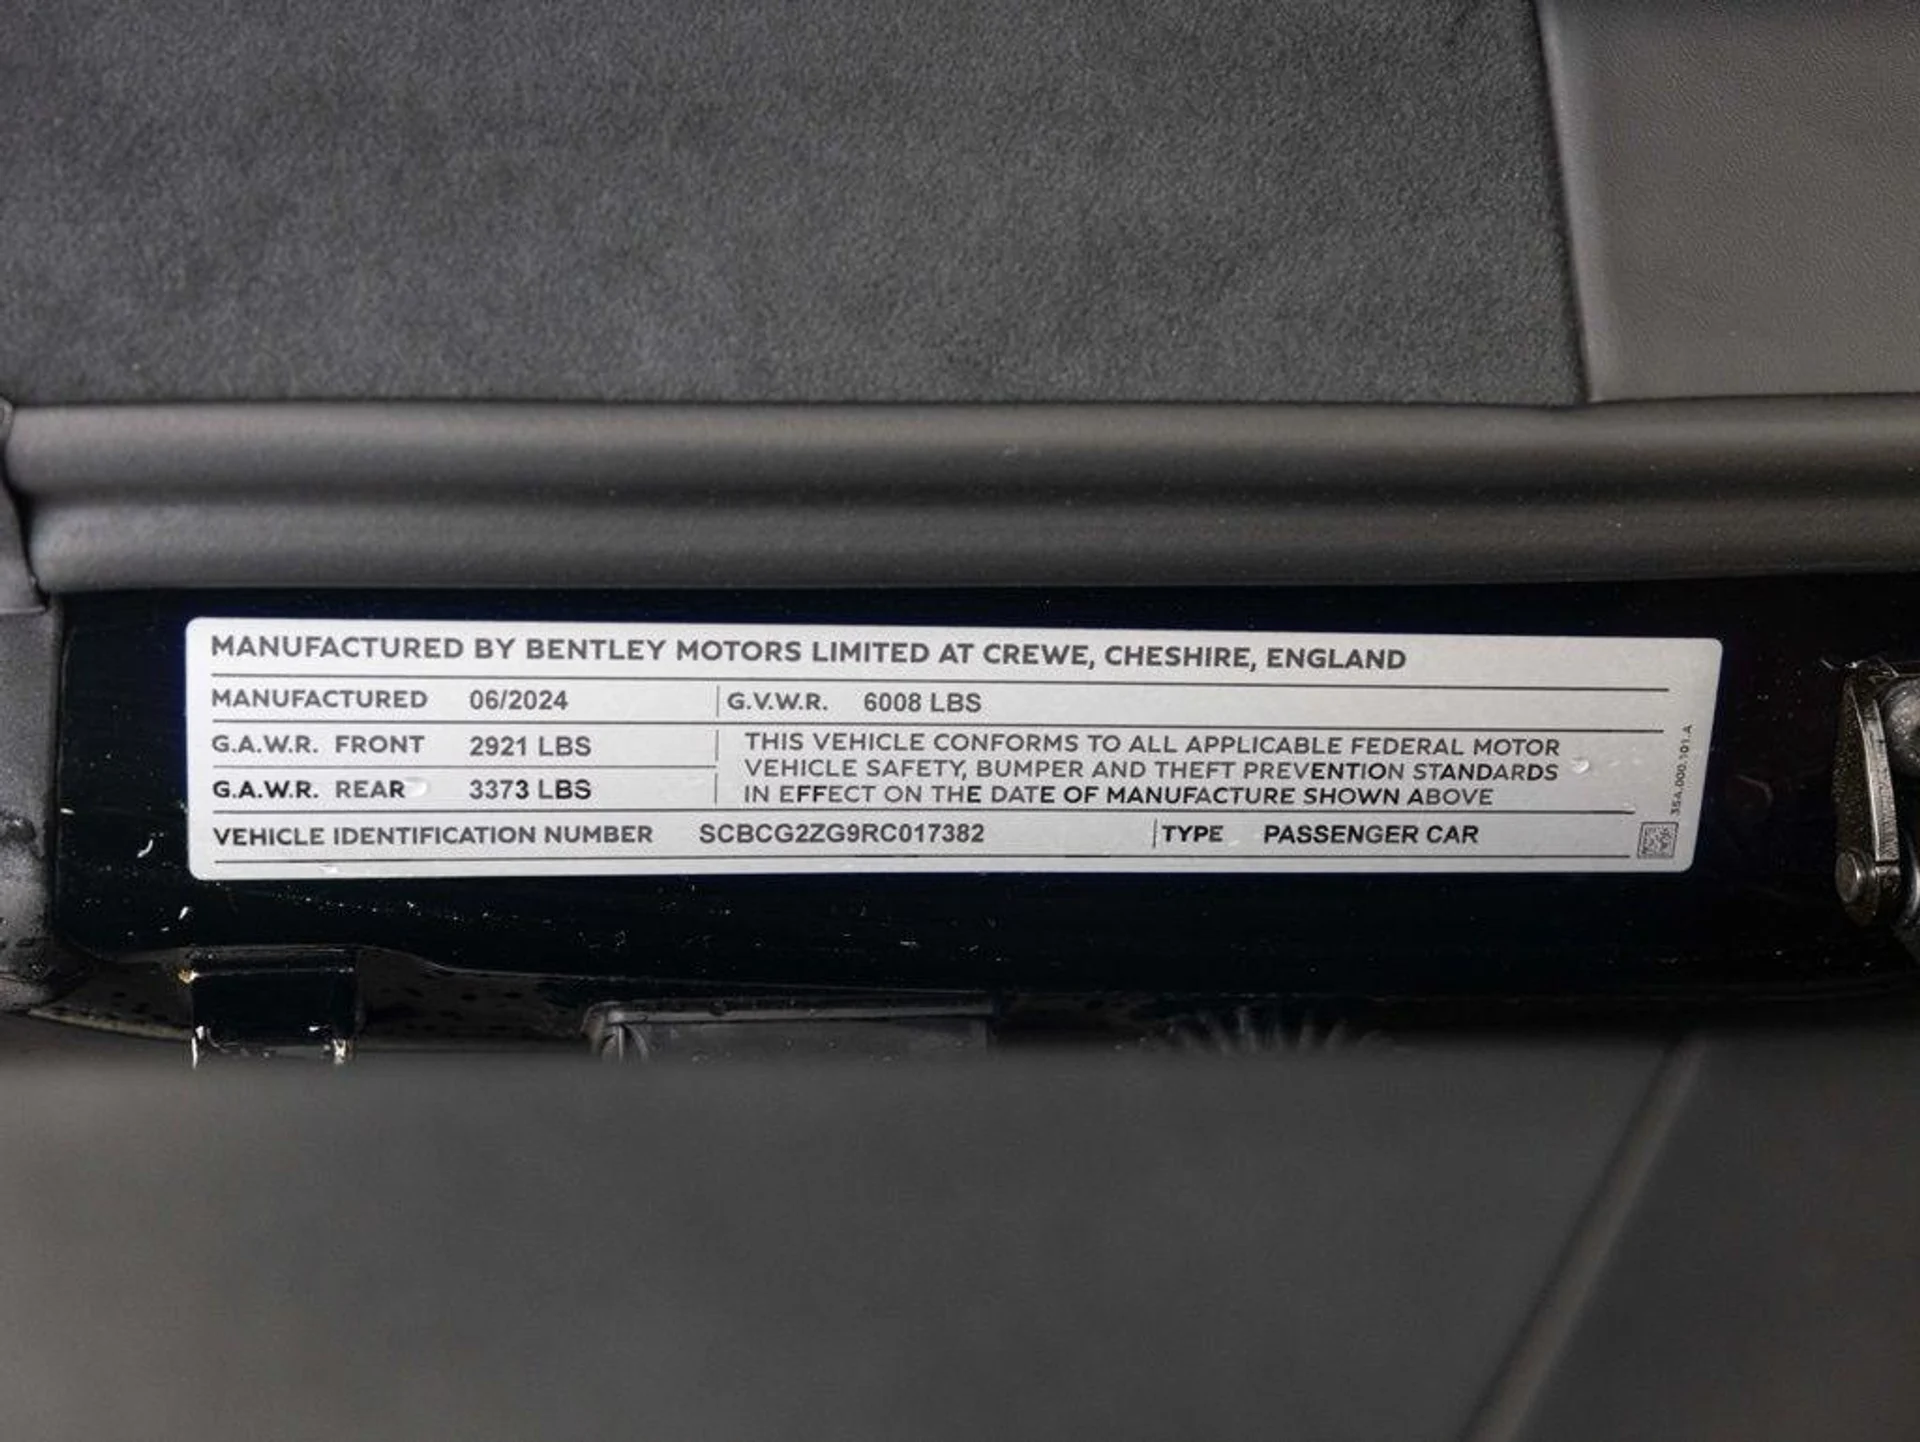 MANUFACTURED BY BENTLEY MOTORS LIMITED AT CREWE, CHESHIRE, ENGLAND
MANUFACTURED 06/2024 G.V.W.R. 6008 LBS
G.A.W.R. FRONT 2921 LBS
G.A.W.R. REAR 3373 LBS
THIS VEHICLE CONFORMS TO ALL APPLICABLE FEDERAL MOTOR
VEHICLE SAFETY, BUMPER AND THEFT PREVENTION STANDARDS
IN EFFECT ON THE DATE OF MANUFACTURE SHOWN ABOVE
VEHICLE IDENTIFICATION NUMBER SCBCG2ZG9RC017382 TYPE PASSENGER CAR